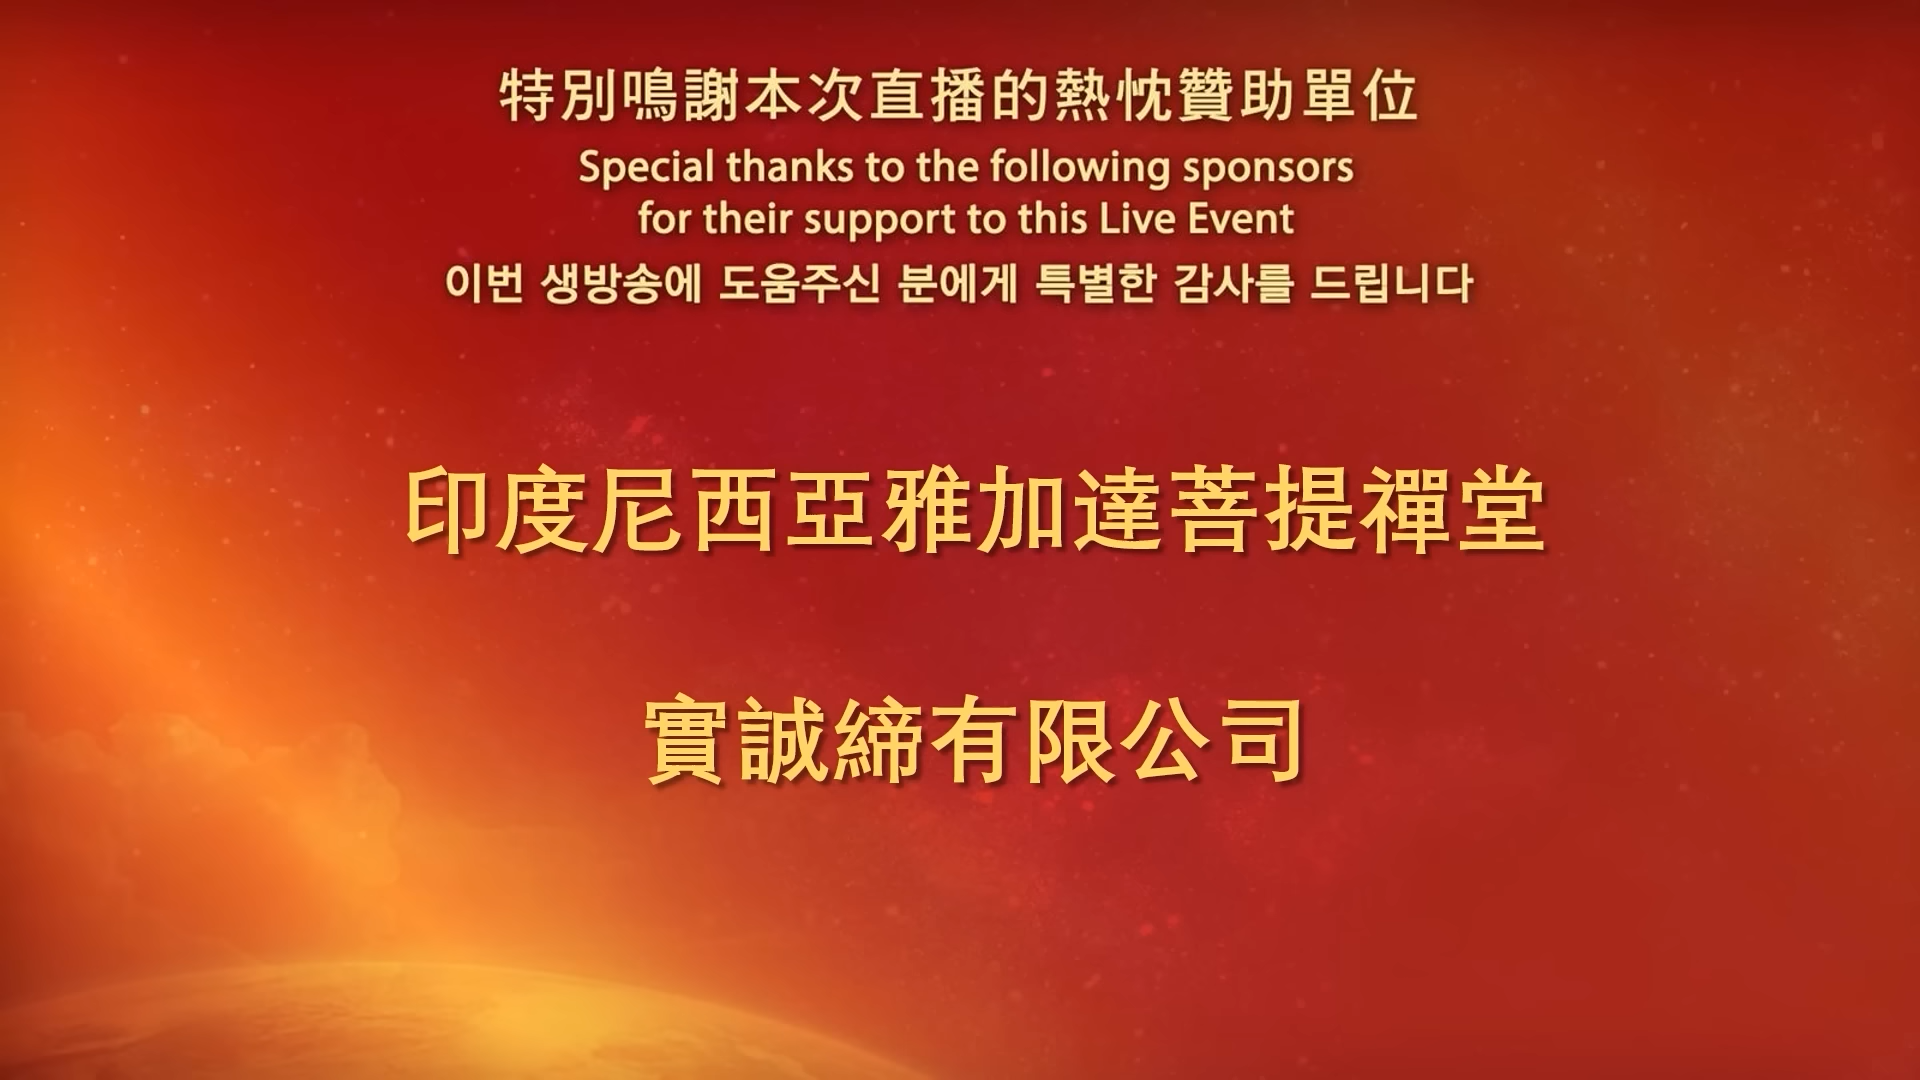 特別鳴謝本次直播的熱忱贊助單位
Special thanks to the following sponsors
for their support to this Live Event
이번 생방송에 도움주신 분에게 특별한 감사를 드립니다
印度尼西亞雅加達菩提禪堂
實誠締有限公司